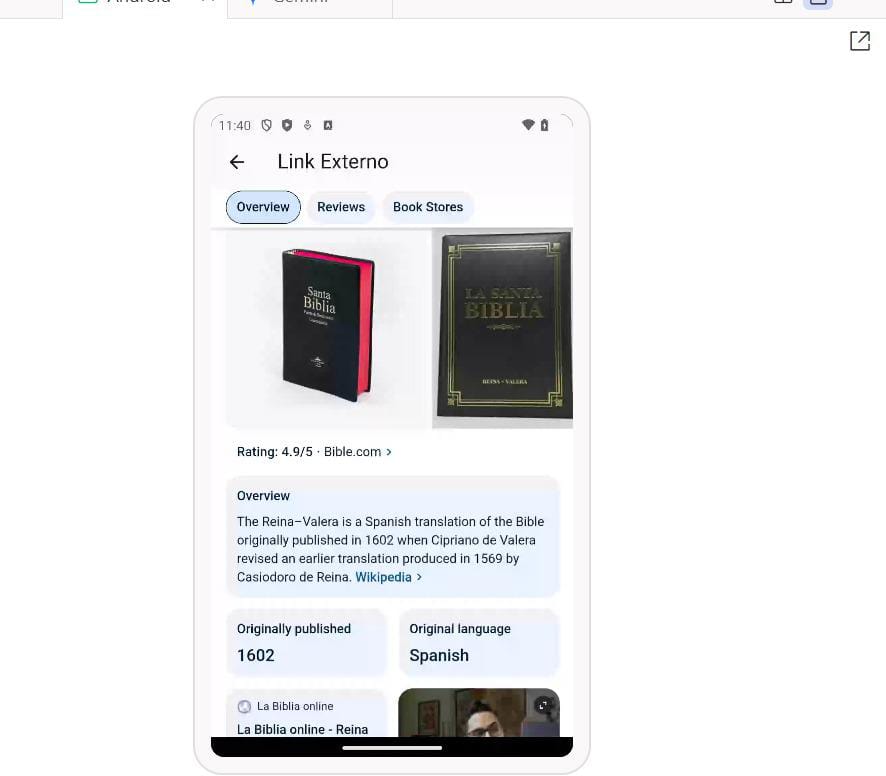 Android
Gemini
11:40
Link Externo
Overview
Reviews
Book Stores
Santa
Biblia
LA SANTA
BIBLIA
REINA - VALERA
Rating: 4.9/5 · Bible.com >
Overview
The Reina–Valera is a Spanish translation of the Bible
originally published in 1602 when Cipriano de Valera
revised an earlier translation produced in 1569 by
Casiodoro de Reina. Wikipedia >
Originally published
1602
Original language
Spanish
La Biblia online
La Biblia online - Reina